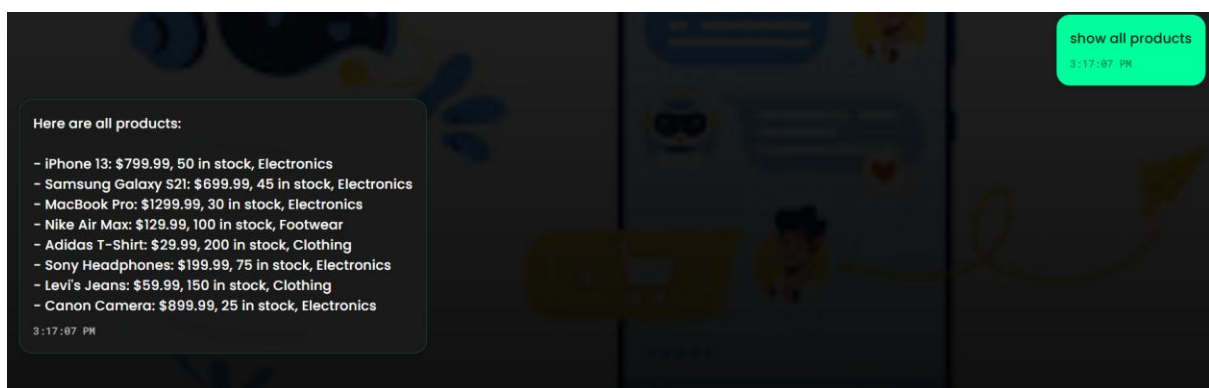 show all products
3:17:07 PM
Here are all products:
- iPhone 13: $799.99, 50 in stock, Electronics
- Samsung Galaxy S21: $699.99, 45 in stock, Electronics
- MacBook Pro: $1299.99, 30 in stock, Electronics
- Nike Air Max: $129.99, 100 in stock, Footwear
- Adidas T-Shirt: $29.99, 200 in stock, Clothing
- Sony Headphones: $199.99, 75 in stock, Electronics
- Levi's Jeans: $59.99, 150 in stock, Clothing
- Canon Camera: $899.99, 25 in stock, Electronics
3:17:07 PM